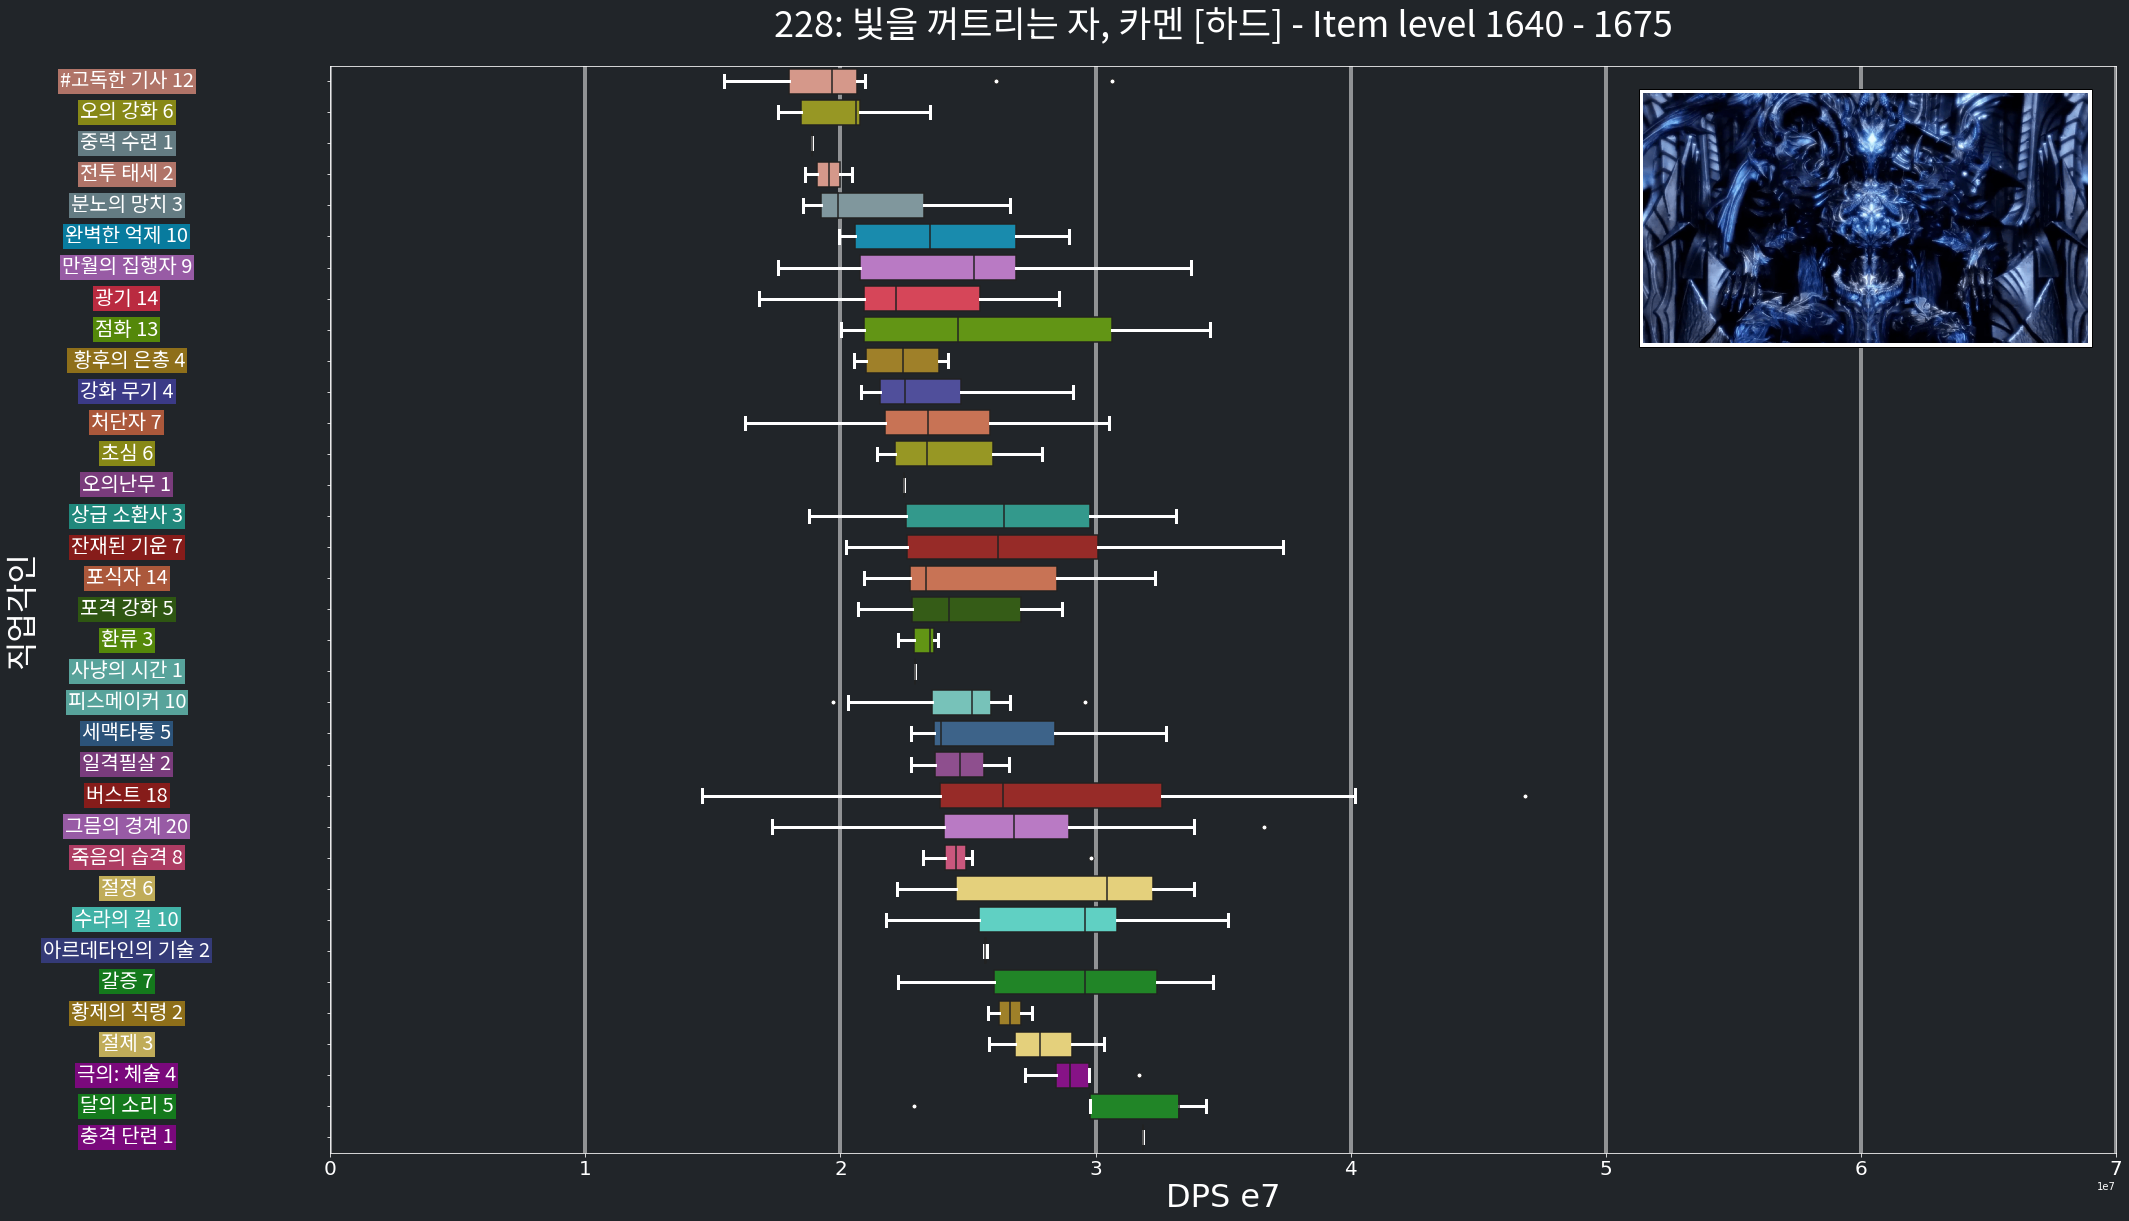 228: 빛을 꺼트리는 자, 카멘 [하드] - Item level 1640 - 1675
직업각인
#고독한 기사 12
오의 강화 6
중력 수련 1
전투 태세 2
분노의 망치 3
완벽한 억제 10
만월의 집행자 9
광기 14
점화 13
황후의 은총 4
강화 무기 4
처단자 7
초심 6
오의난무 1
상급 소환사 3
잔재된 기운 7
포식자 14
포격 강화 5
환류 3
사냥의 시간 1
피스메이커 10
세맥타통 5
일격필살 2
버스트 18
그믐의 경계 20
죽음의 습격 8
절정 6
수라의 길 10
아르데타인의 기술 2
갈증 7
황제의 칙령 2
절제 3
극의: 체술 4
달의 소리 5
충격 단련 1
0 1 2 3 4 5 6 7
1e7
DPS e7